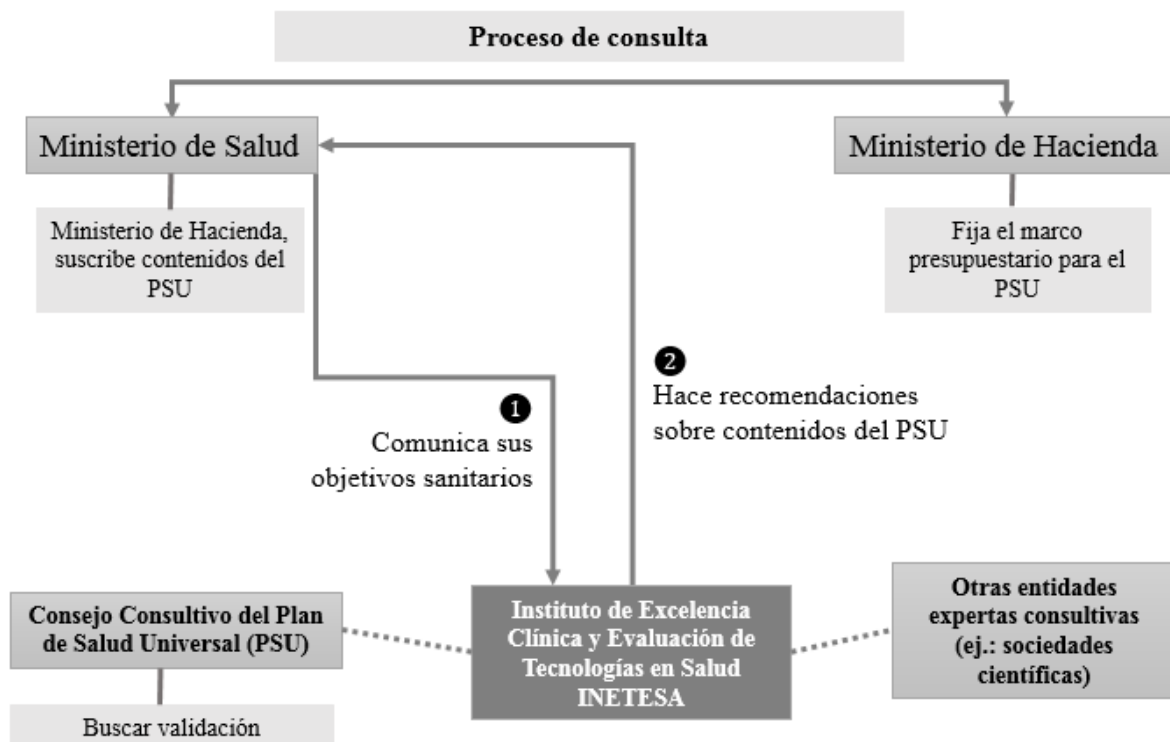 Proceso de consulta
Ministerio de Salud
Ministerio de Hacienda
Ministerio de Hacienda,
suscribe contenidos del
PSU
Fija el marco
presupuestario para el
PSU
1
Comunica sus
objetivos sanitarios
2
Hace recomendaciones
sobre contenidos del PSU
Consejo Consultivo del Plan
de Salud Universal (PSU)
Buscar validación
Instituto de Excelencia
Clínica y Evaluación de
Tecnologías en Salud
INETESA
Otras entidades
expertas consultivas
(ej.: sociedades
científicas)